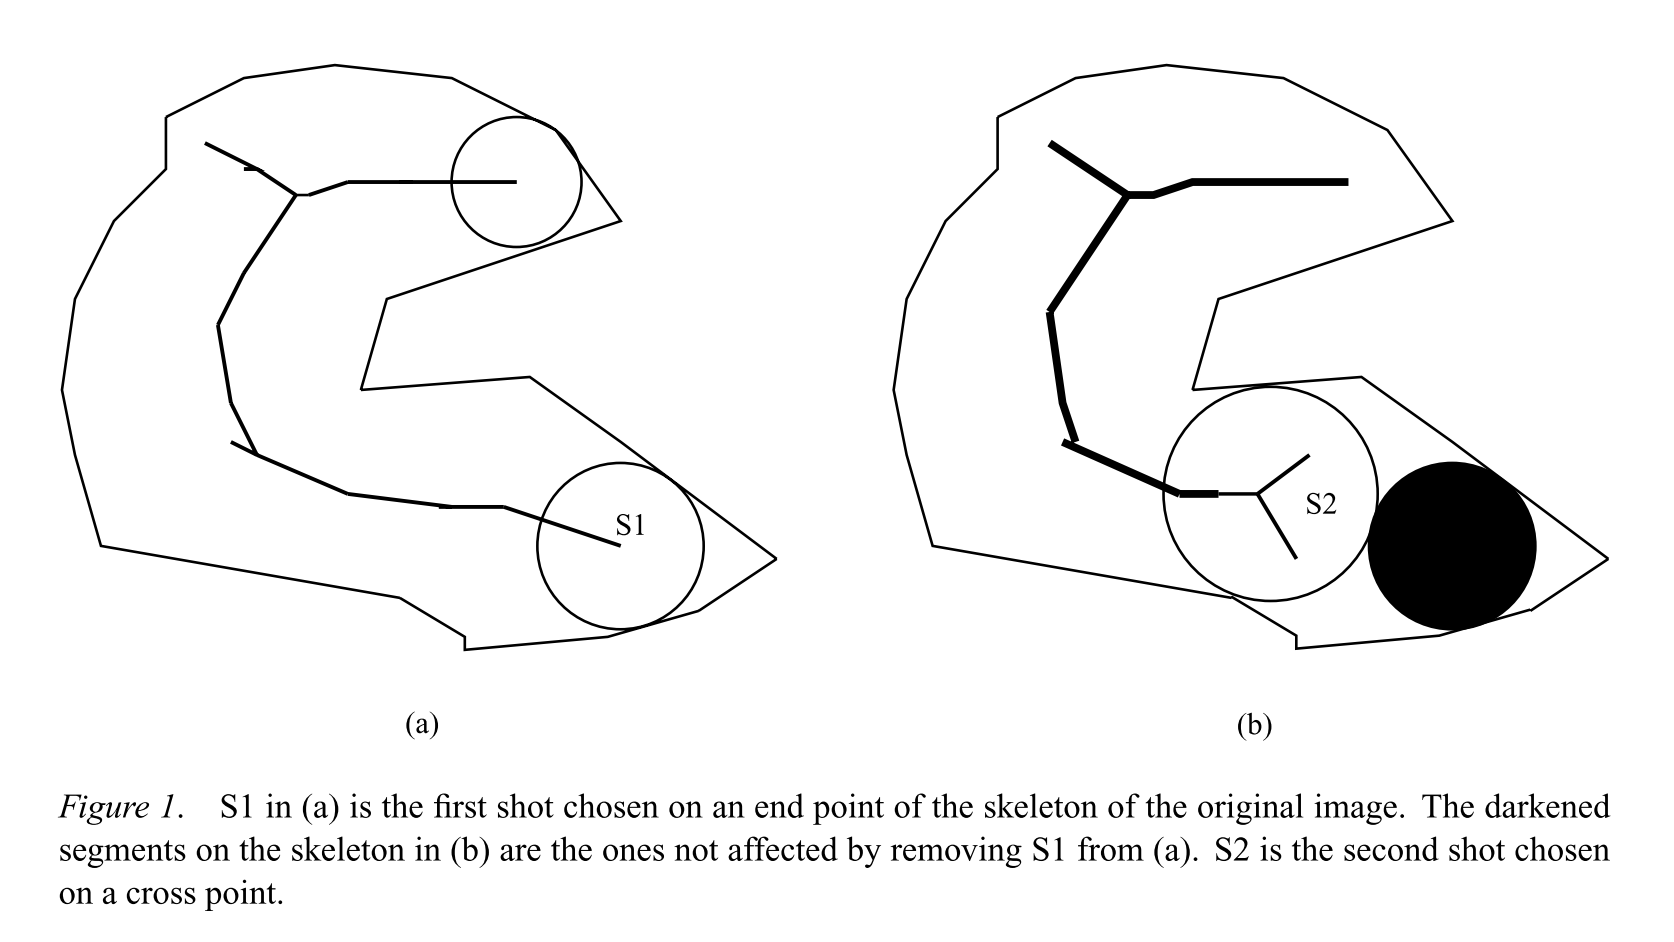 S1
S2
(a)
(b)
Figure 1. S1 in (a) is the first shot chosen on an end point of the skeleton of the original image. The darkened
segments on the skeleton in (b) are the ones not affected by removing S1 from (a). S2 is the second shot chosen
on a cross point.